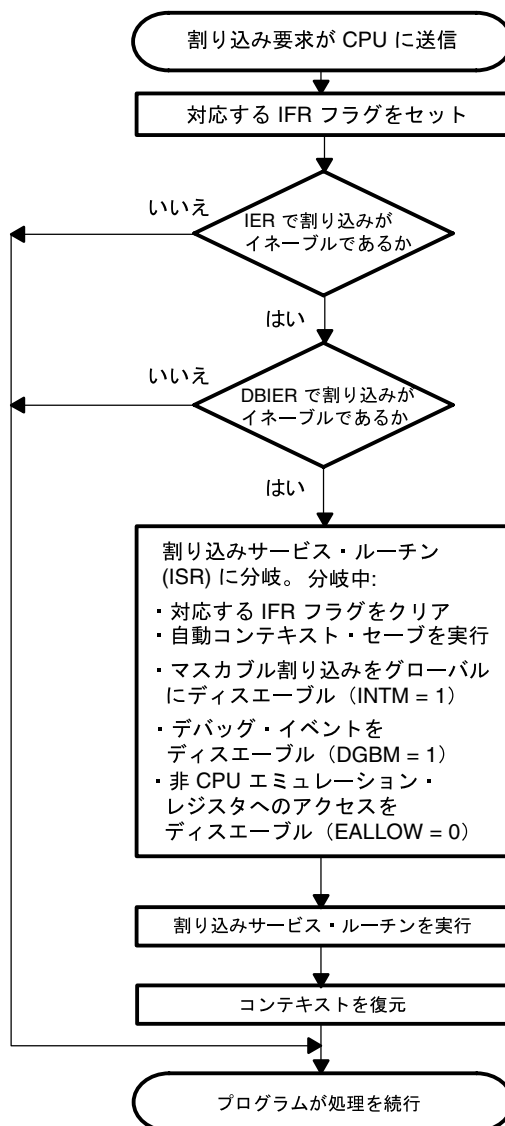 割り込み要求が CPU に送信
対応する IFR フラグをセット
いいえ
IER で割り込みが
イネーブルであるか
はい
いいえ
DBIER で割り込みが
イネーブルであるか
はい
割り込みサービス・ルーチン
(ISR) に分岐。分岐中:
・対応する IFR フラグをクリア
・自動コンテキスト・セーブを実行
・マスカブル割り込みをグローバル
にディスエーブル（INTM = 1）
・デバッグ・イベントを
ディスエーブル（DGBM = 1）
・非 CPU エミュレーション・
レジスタへのアクセスを
ディスエーブル（EALLOW = 0）
割り込みサービス・ルーチンを実行
コンテキストを復元
プログラムが処理を続行